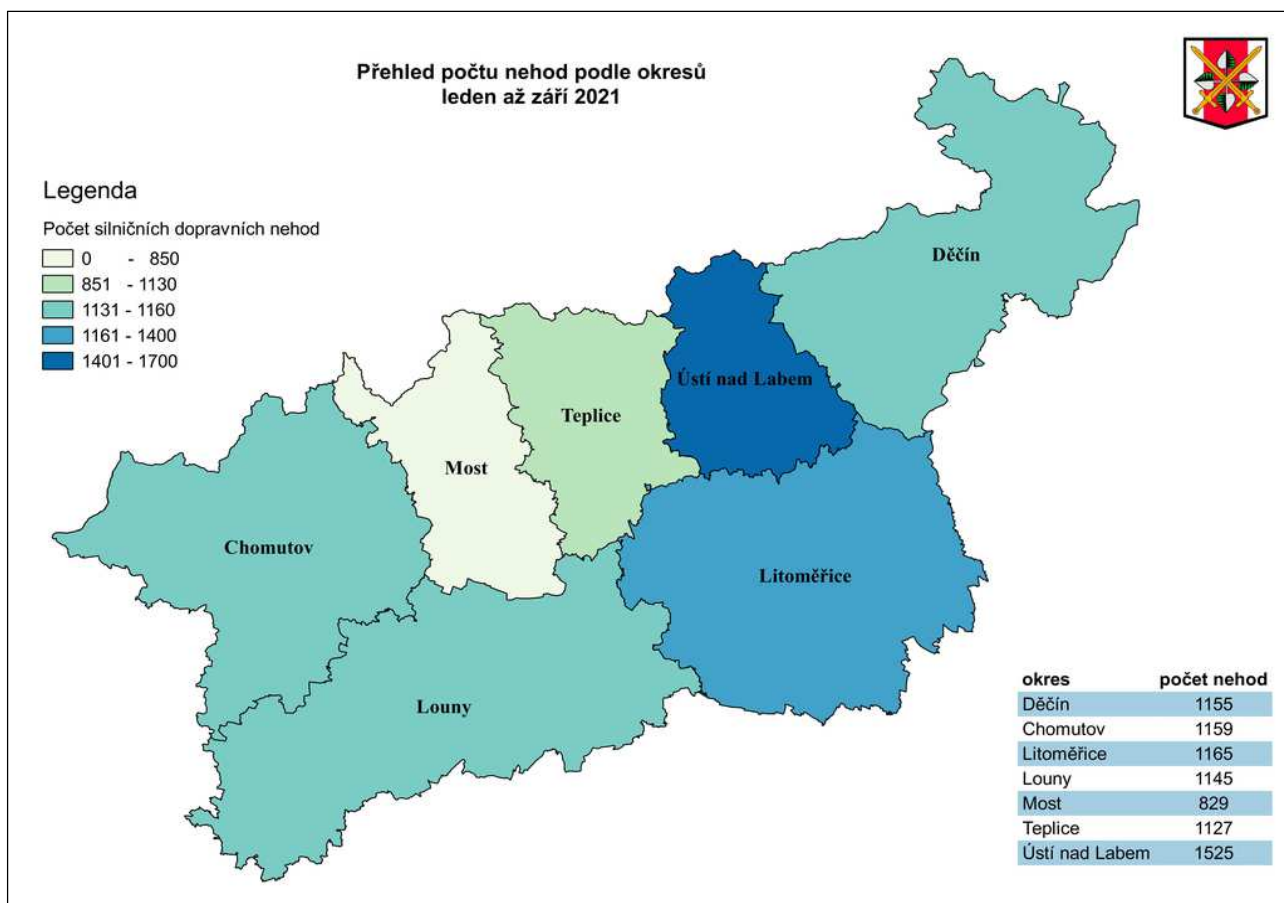 Přehled počtu nehod podle okresů
leden až září 2021
Legenda
Počet silničních dopravních nehod
0 - 850
851 - 1130
1131 - 1160
1161 - 1400
1401 - 1700
Děčín
Ústí nad Labem
Teplice
Most
Chomutov
Litoměřice
Louny
okres počet nehod
Děčín 1155
Chomutov 1159
Litoměřice 1165
Louny 1145
Most 829
Teplice 1127
Ústí nad Labem 1525